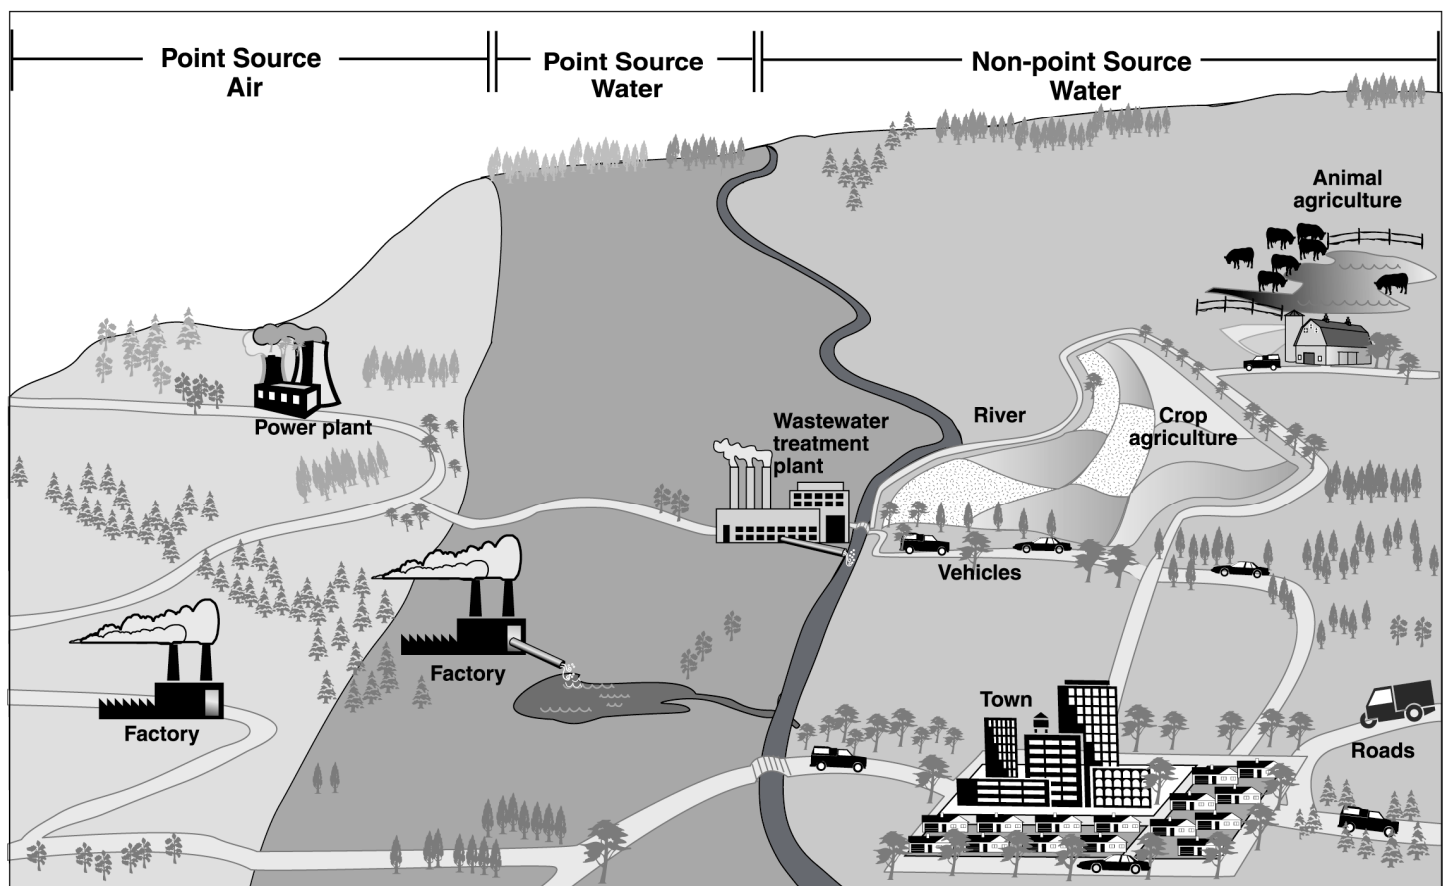 Point Source
Air
Point Source
Water
Non-point Source
Water
Animal
agriculture
Power plant
Wastewater
treatment
plant
River
Crop
agriculture
Vehicles
Factory
Factory
Town
Roads